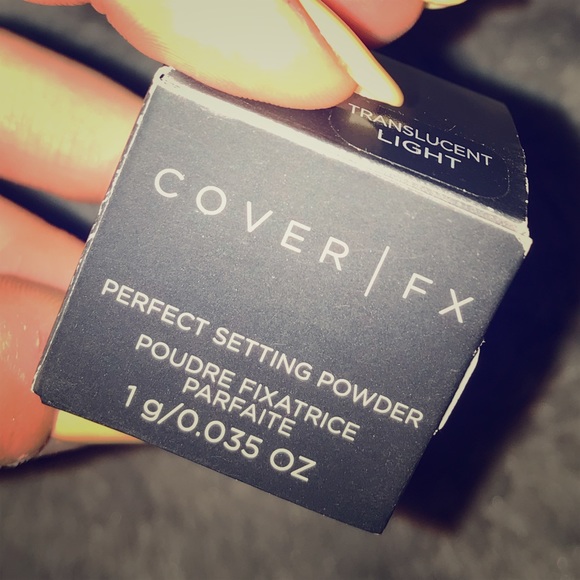 TRANSLUCENT
LIGHT
COVER | FX
PERFECT SETTING POWDER
POUDRE FIXATRICE
PARFAITE
1 g/0.035 OZ